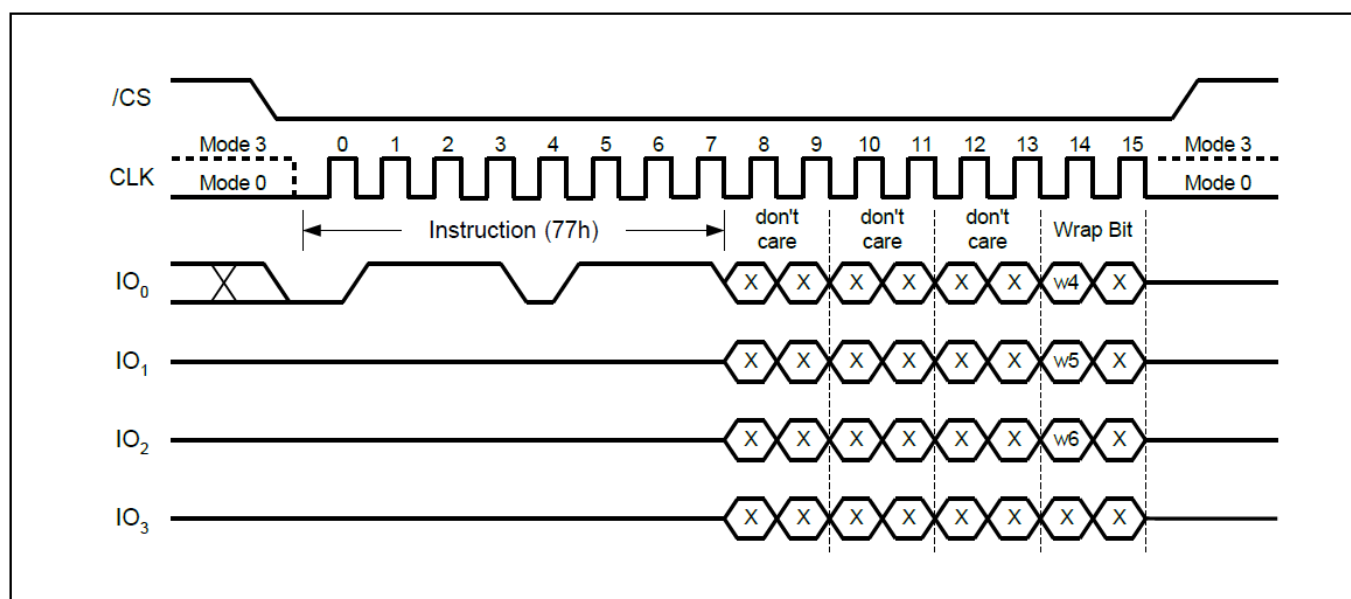 /CS
Mode 3 0 1 2 3 4 5 6 7 8 9 10 11 12 13 14 15 Mode 3
CLK
Mode 0 Mode 0
Instruction (77h) don't care don't care don't care Wrap Bit
IO0 X X X X X X X w4 X
IO1 X X X X X X w5 X
IO2 X X X X X X w6 X
IO3 X X X X X X X X